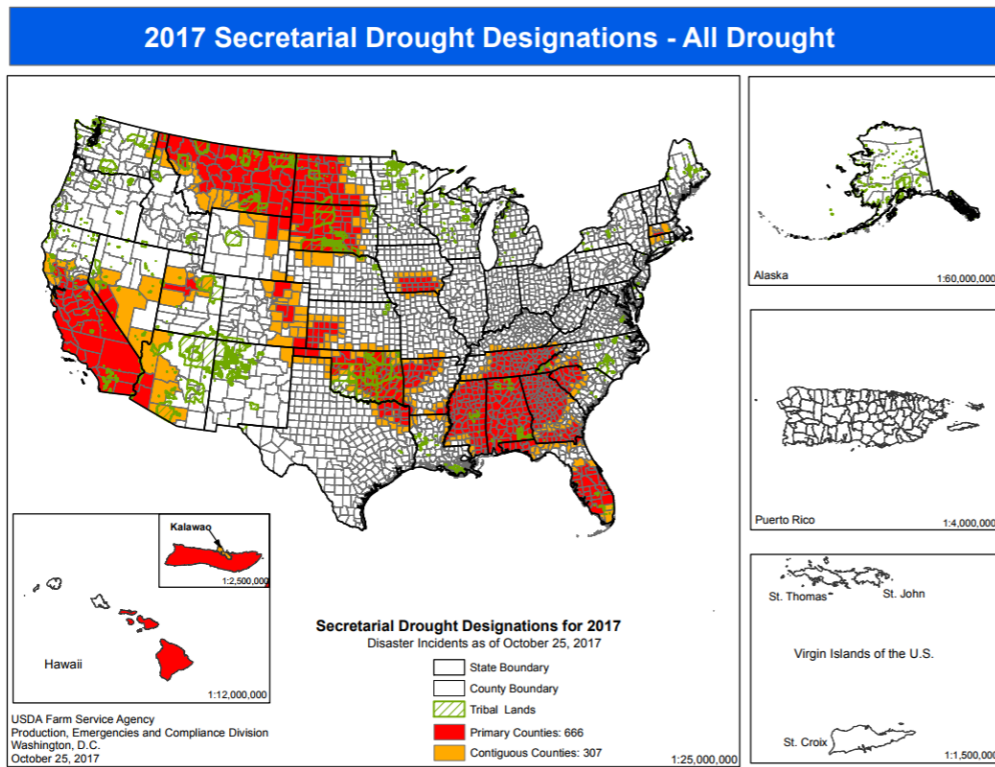 2017 Secretarial Drought Designations - All Drought
Alaska
1:60,000,000
Puerto Rico
1:4,000,000
St. Thomas
St. John
Virgin Islands of the U.S.
St. Croix
1:1,500,000
Kalawao
1:2,500,000
Hawaii
1:12,000,000
Secretarial Drought Designations for 2017
Disaster Incidents as of October 25, 2017
State Boundary
County Boundary
Tribal Lands
Primary Counties: 666
Contiguous Counties: 307
1:25,000,000
USDA Farm Service Agency
Production, Emergencies and Compliance Division
Washington, D.C.
October 25, 2017